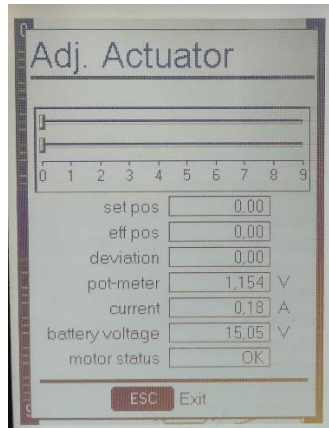 Adj. Actuator
0 1 2 3 4 5 6 7 8 9
set pos 0,00
eff pos 0,00
deviation 0,00
pot-meter 1,154 V
current 0,18 A
battery voltage 15,05 V
motor status OK
ESC Exit